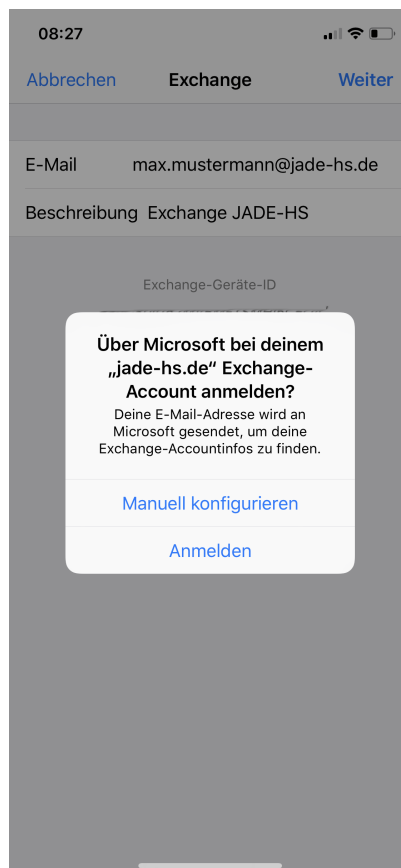 08:27
Abbrechen Exchange Weiter
E-Mail max.mustermann@jade-hs.de
Beschreibung Exchange JADE-HS
Exchange-Geräte-ID
Über Microsoft bei deinem
„jade-hs.de“ Exchange-
Account anmelden?
Deine E-Mail-Adresse wird an
Microsoft gesendet, um deine
Exchange-Accountinfos zu finden.
Manuell konfigurieren
Anmelden